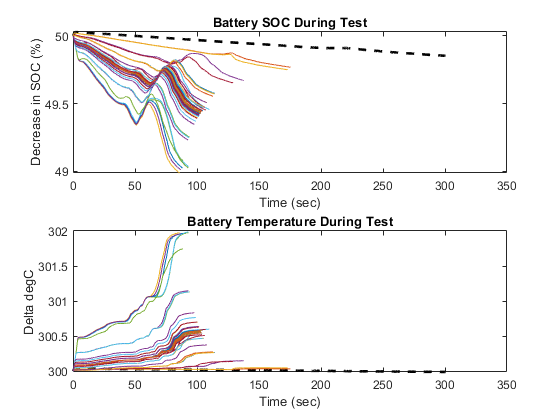 Battery SOC During Test
50
49.5
49
Decrease in SOC (%)
0 50 100 150 200 250 300 350
Time (sec)
Battery Temperature During Test
302
301.5
301
300.5
300
Delta degC
0 50 100 150 200 250 300 350
Time (sec)